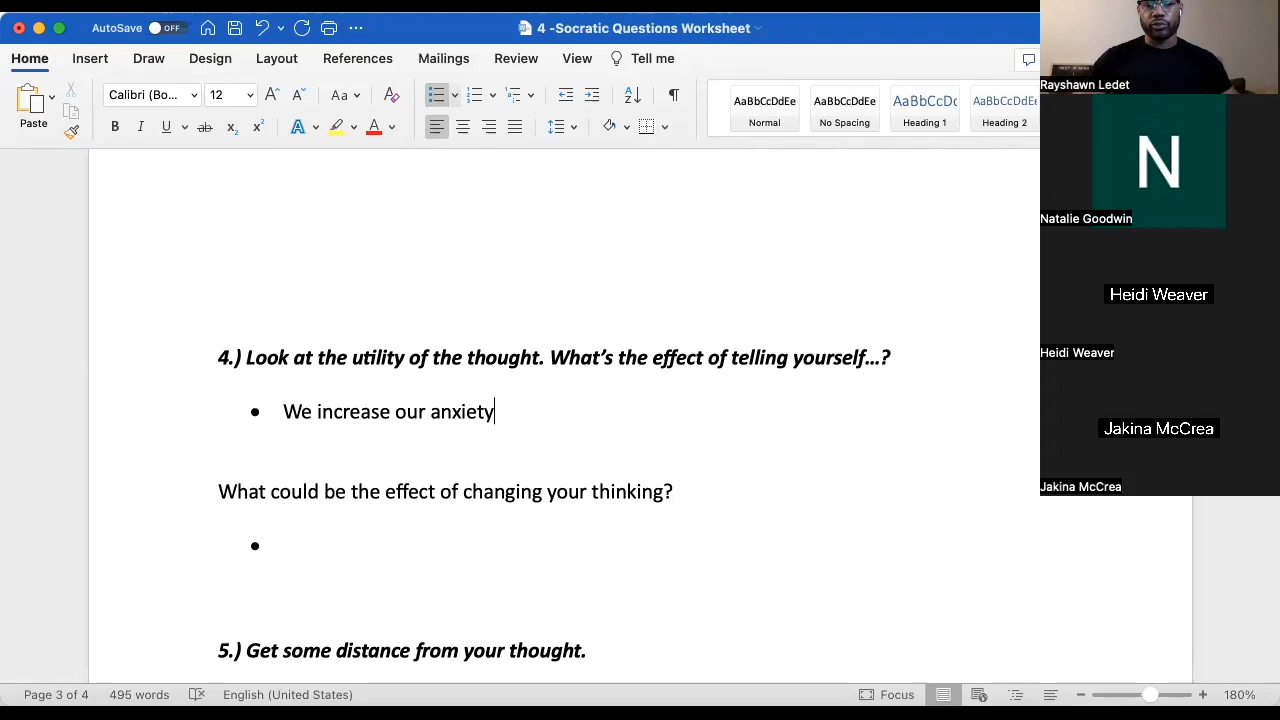 AutoSave OFF
4 -Socratic Questions Worksheet
Home Insert Draw Design Layout References Mailings Review View Tell me
Paste
Calibri (Bo... 12
AaBbCcDdEe AaBbCcDdEe AaBbCcDc AaBbCcDdEe
Normal No Spacing Heading 1 Heading 2
4.) Look at the utility of the thought. What's the effect of telling yourself...?
• We increase our anxiety
What could be the effect of changing your thinking?
•
5.) Get some distance from your thought.
Page 3 of 4 495 words English (United States) Focus 180%
Rayshawn Ledet
N
Natalie Goodwin
Heidi Weaver
Heidi Weaver
Jakina McCrea
Jakina McCrea